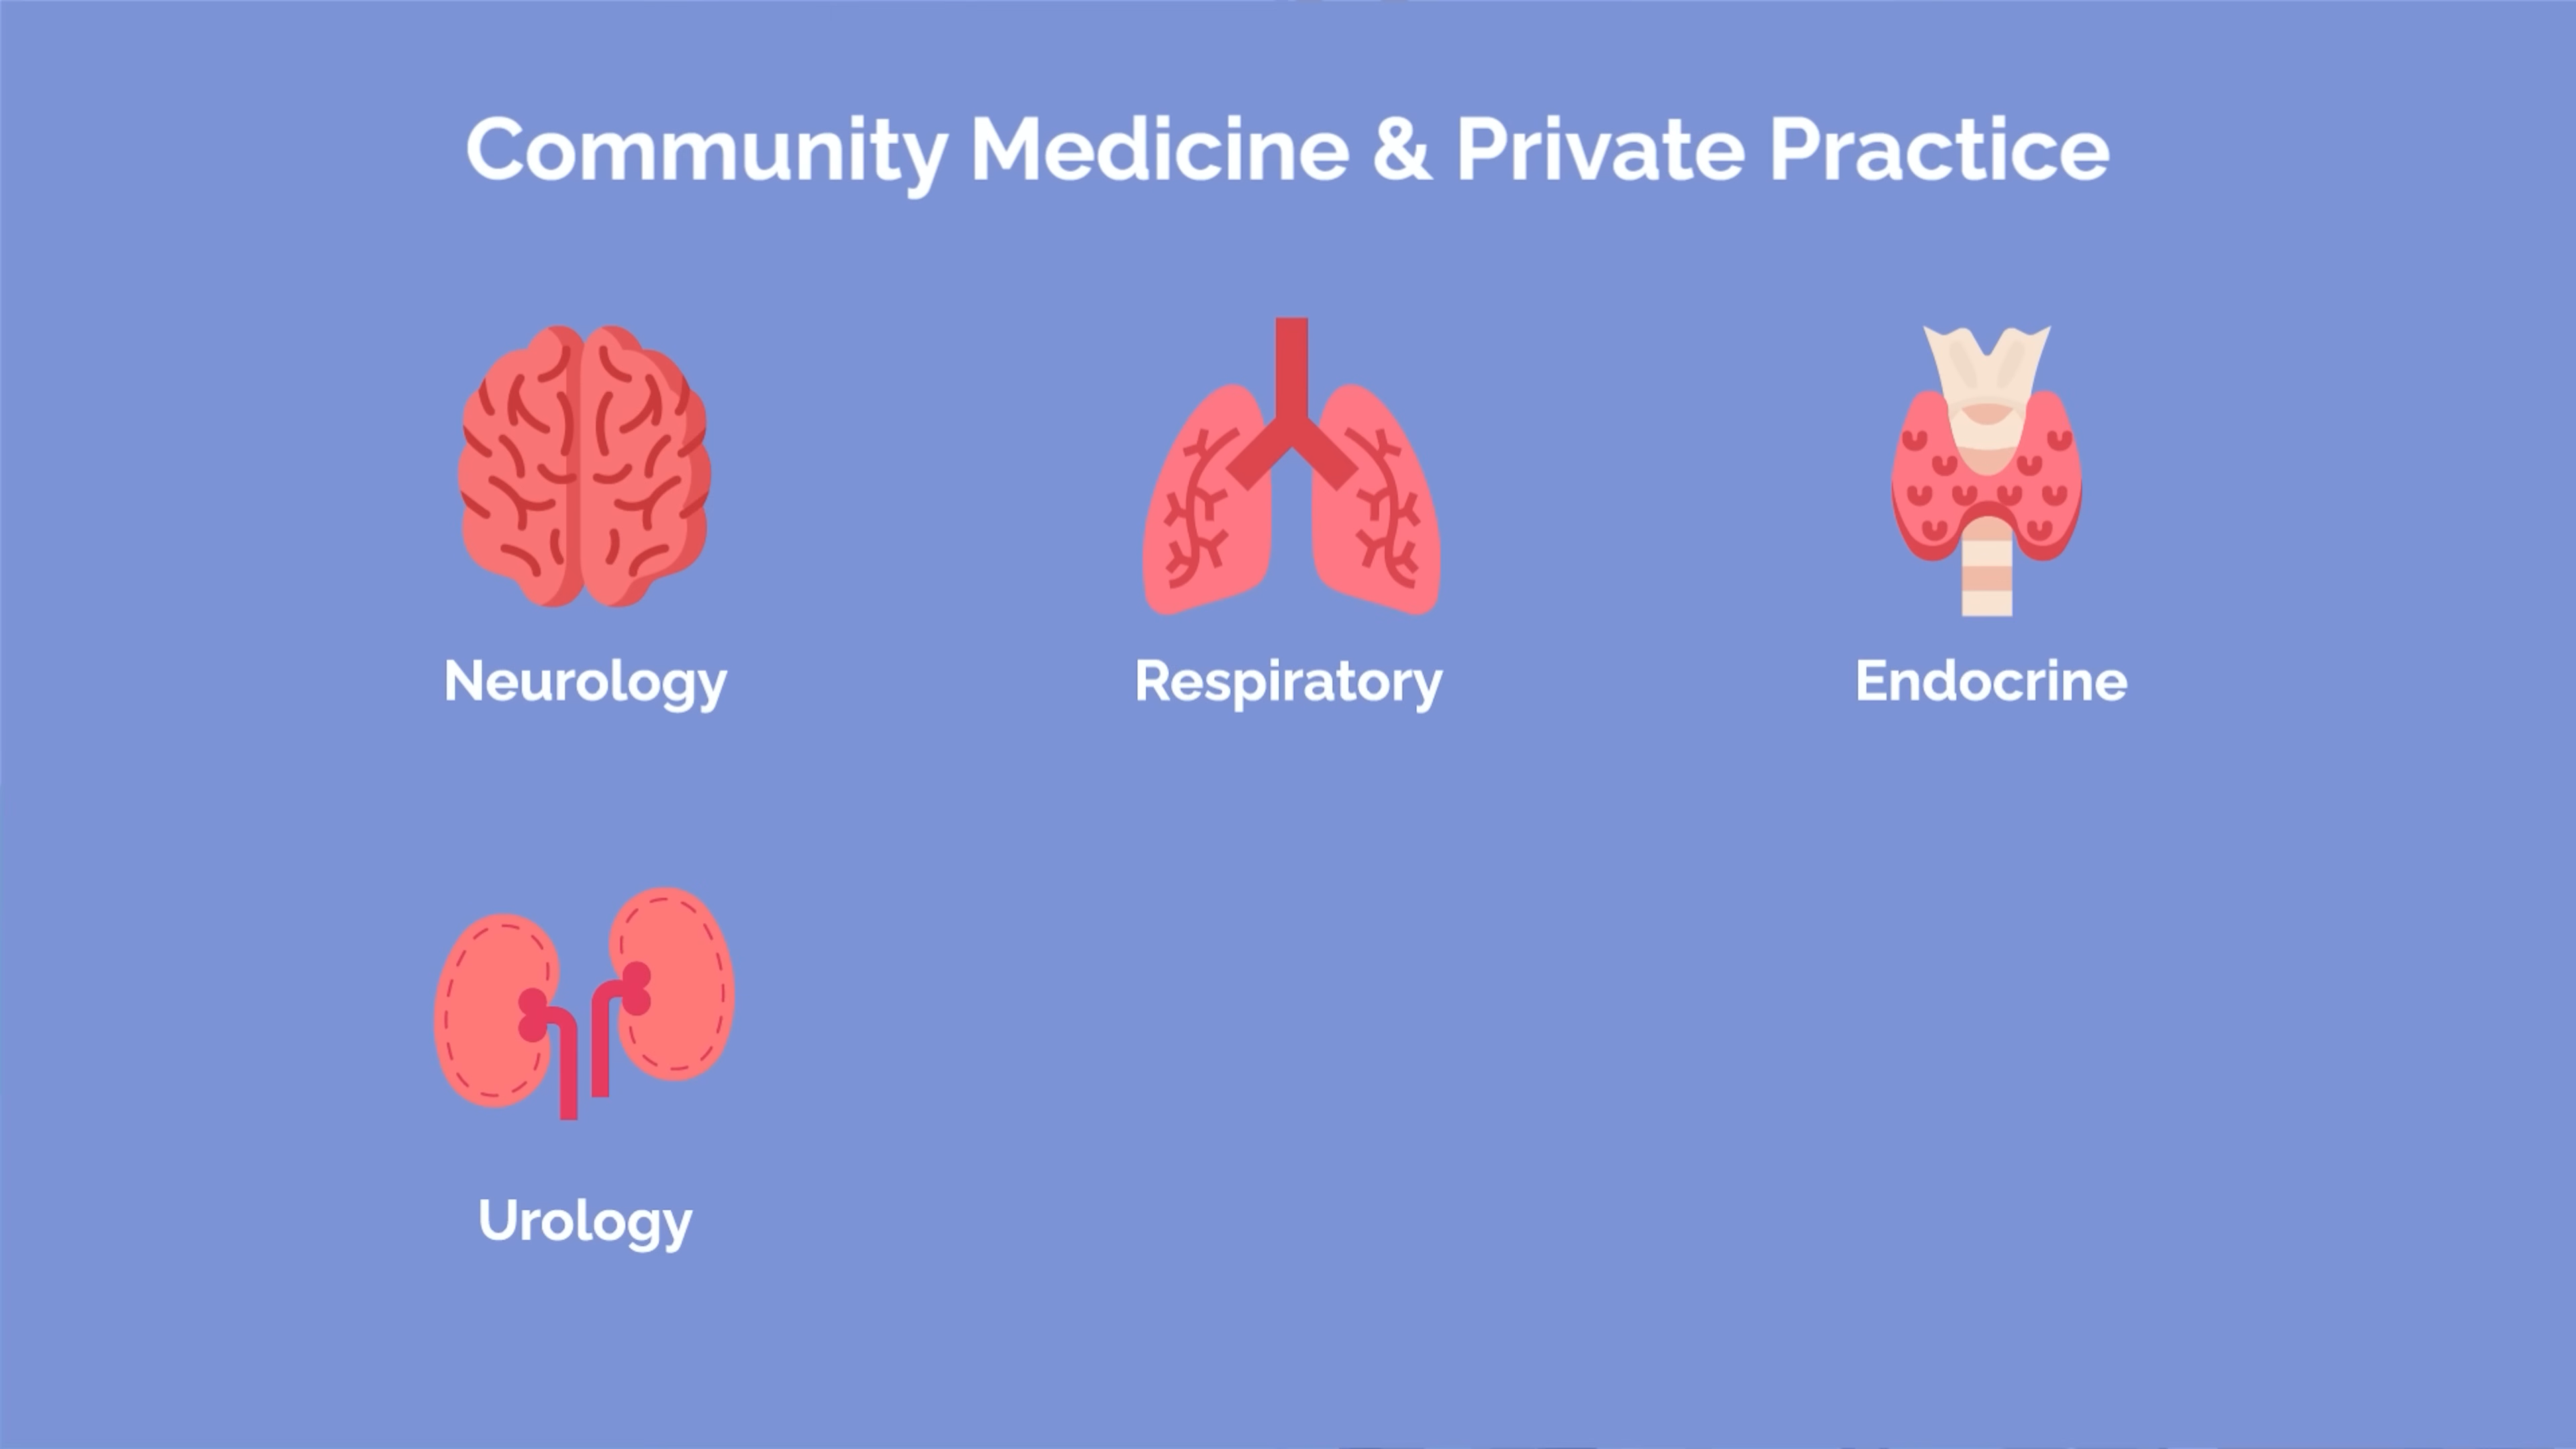 Community Medicine & Private Practice
Neurology
Respiratory
Endocrine
Urology